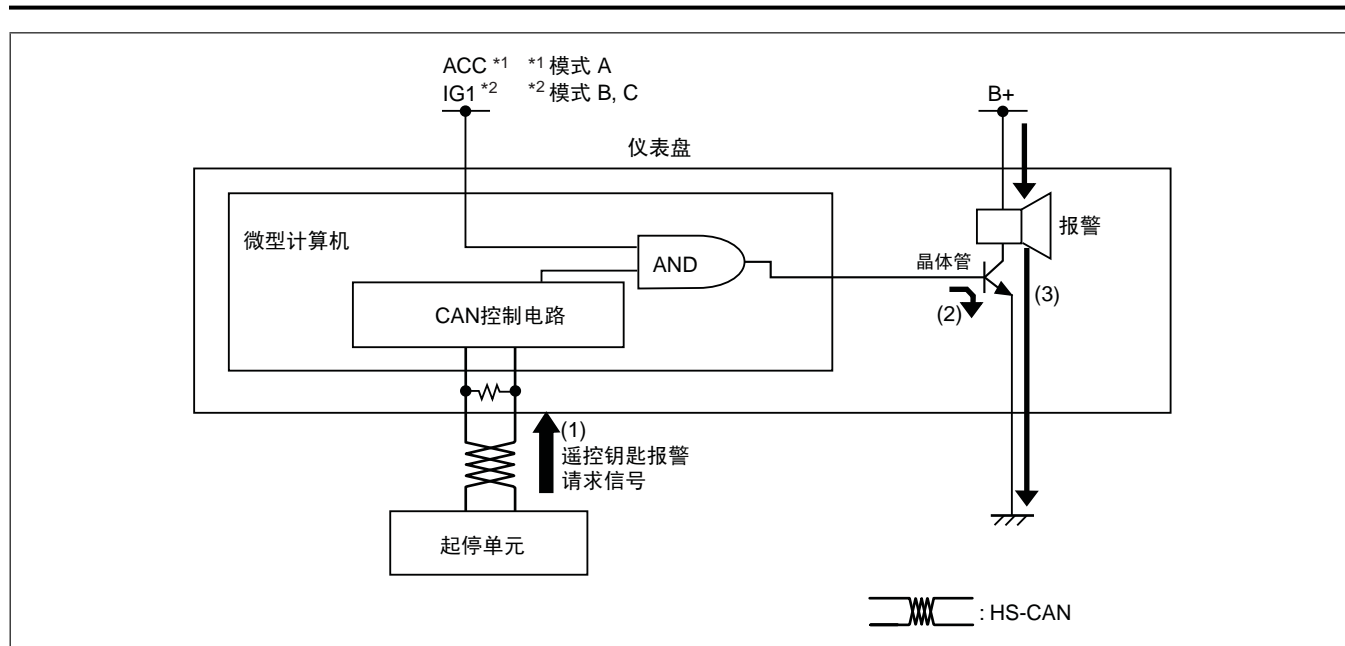 ACC *1 *1 模式 A
IG1 *2 *2 模式 B, C
B+
仪表盘
微型计算机
AND
晶体管
报警
CAN控制电路
(2)
(3)
(1)
遥控钥匙报警
请求信号
起停单元
: HS-CAN